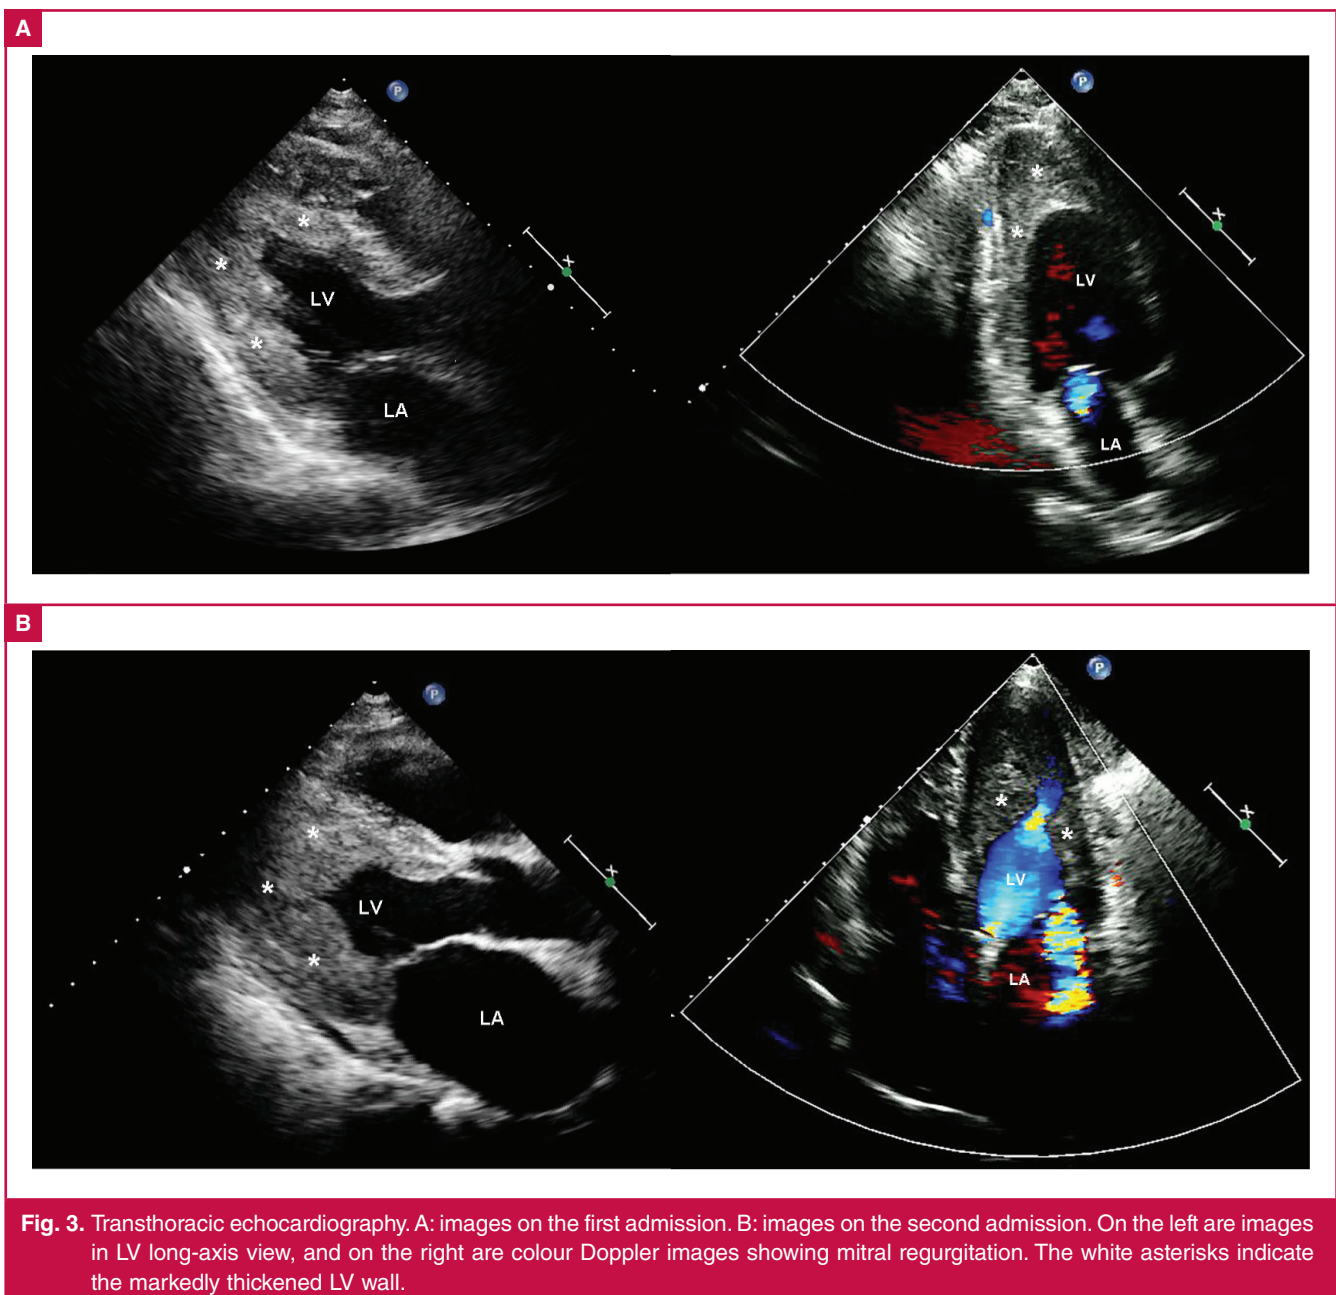 A
P
P
*
*
*
*
*
X
X
LV
LV
LA
LA
B
P
P
*
*
*
*
*
X
X
LV
LV
LA
LA
Fig. 3. Transthoracic echocardiography. A: images on the first admission. B: images on the second admission. On the left are images
in LV long-axis view, and on the right are colour Doppler images showing mitral regurgitation. The white asterisks indicate
the markedly thickened LV wall.